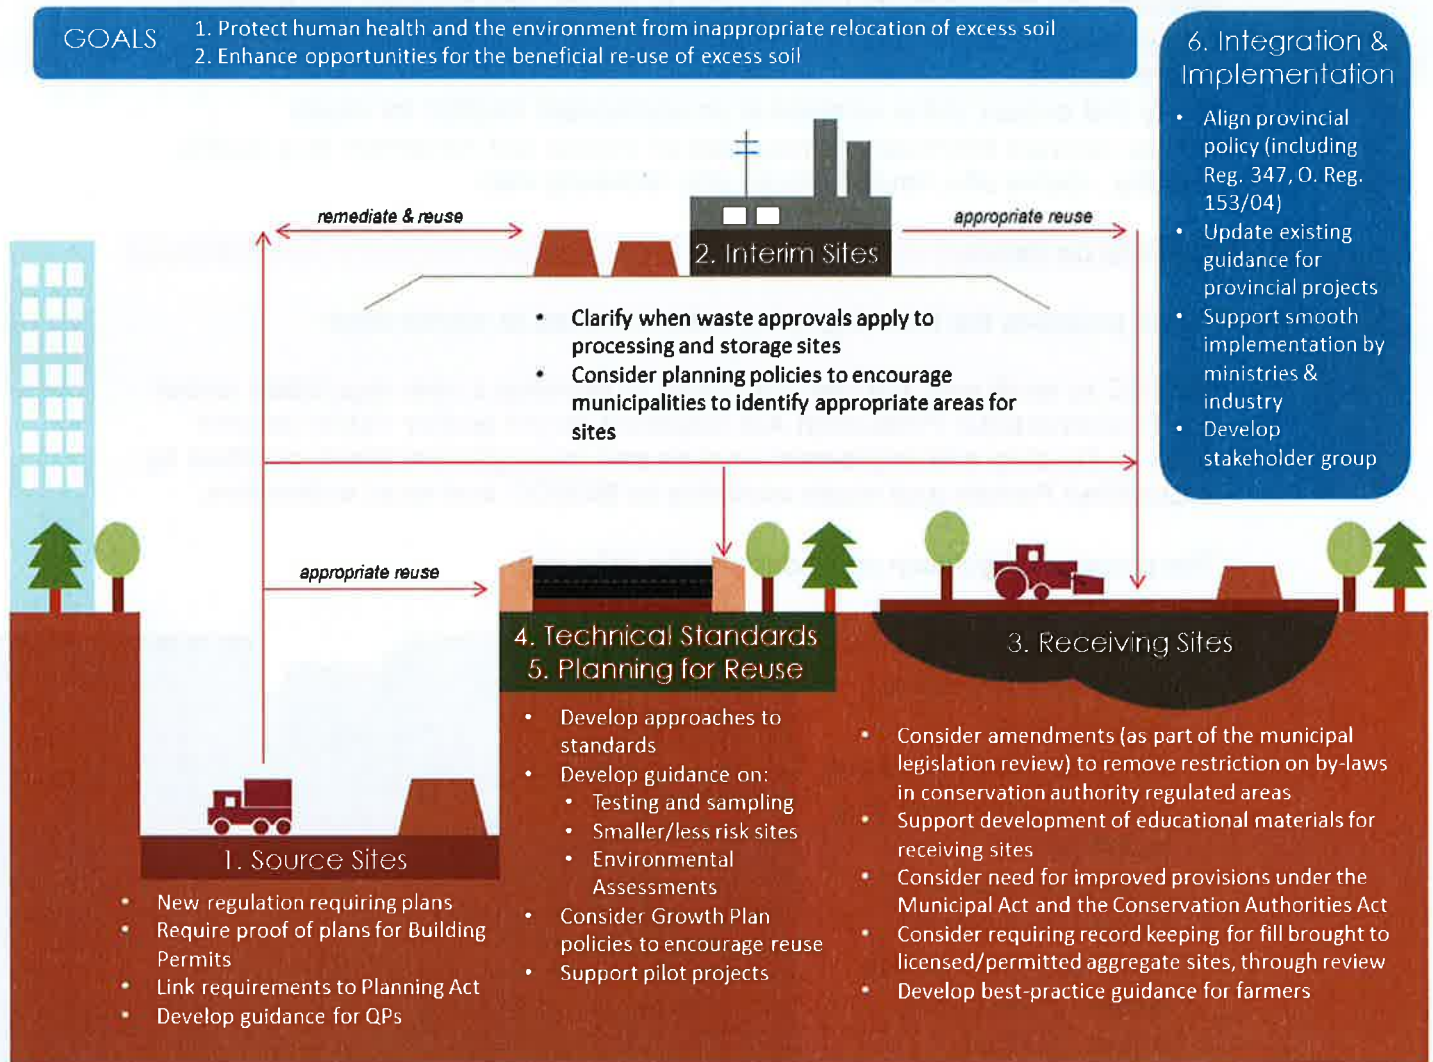 GOALS
1. Protect human health and the environment from inappropriate relocation of excess soil
2. Enhance opportunities for the beneficial re-use of excess soil
6. Integration &
Implementation
• Align provincial
policy (including
Reg. 347, O. Reg.
153/04)
• Update existing
guidance for
provincial projects
• Support smooth
implementation by
ministries &
industry
• Develop
stakeholder group
remediate & reuse
appropriate reuse
2. Interim Sites
• Clarify when waste approvals apply to
processing and storage sites
• Consider planning policies to encourage
municipalities to identify appropriate areas for
sites
appropriate reuse
1. Source Sites
• New regulation requiring plans
• Require proof of plans for Building
Permits
• Link requirements to Planning Act
• Develop guidance for QPs
4. Technical Standards
5. Planning for Reuse
• Develop approaches to
standards
• Develop guidance on:
• Testing and sampling
• Smaller/less risk sites
• Environmental
Assessments
• Consider Growth Plan
policies to encourage reuse
• Support pilot projects
3. Receiving Sites
• Consider amendments (as part of the municipal
legislation review) to remove restriction on by-laws
in conservation authority regulated areas
• Support development of educational materials for
receiving sites
• Consider need for improved provisions under the
Municipal Act and the Conservation Authorities Act
• Consider requiring record keeping for fill brought to
licensed/permitted aggregate sites, through review
• Develop best-practice guidance for farmers